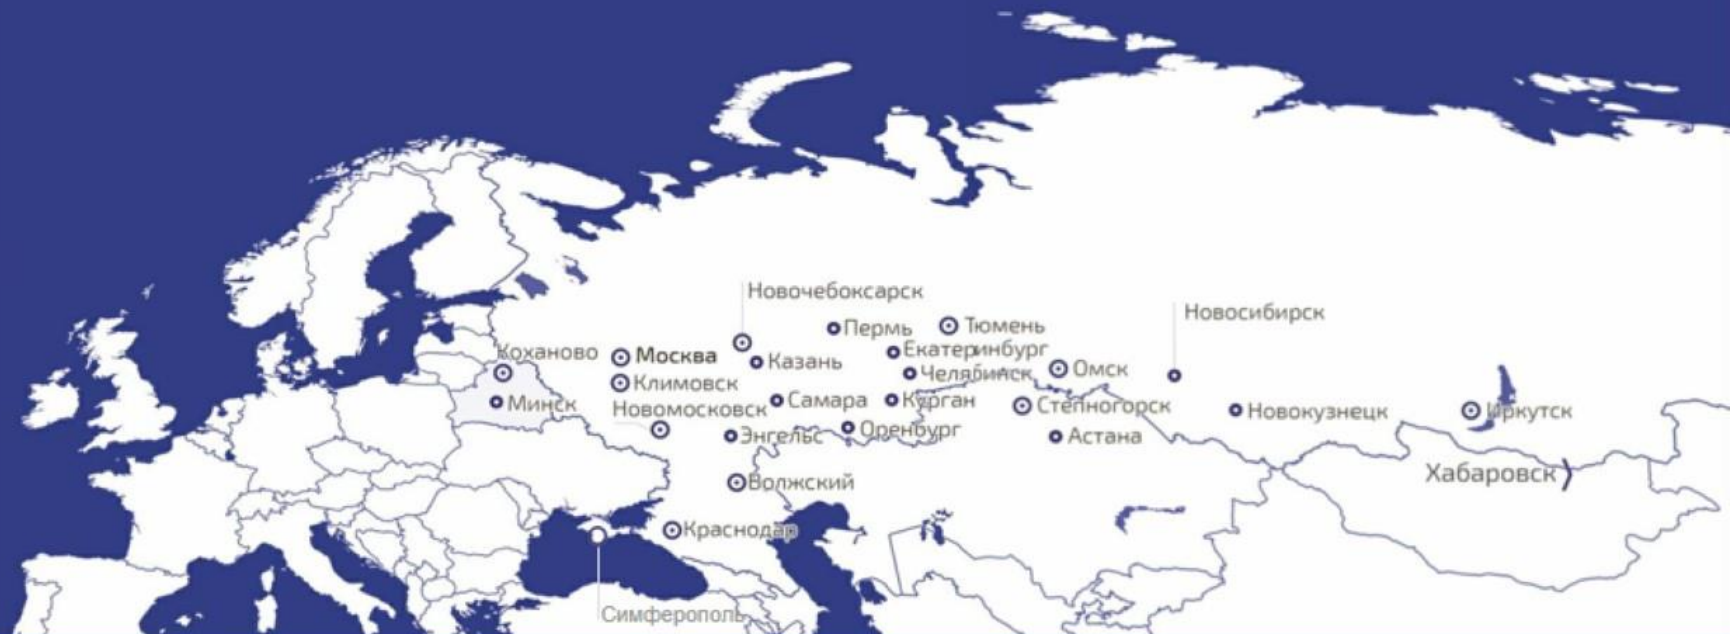 Новочебоксарск
Новосибирск
Пермь
Тюмень
Коханово
Москва
Казань
Екатеринбург
Челябинск
Омск
Климовск
Минск
Новомосковск
Самара
Курган
Степногорск
Новокузнецк
Иркутск
Энгельс
Оренбург
Астана
Хабаровск
Волжский
Краснодар
Симферополь